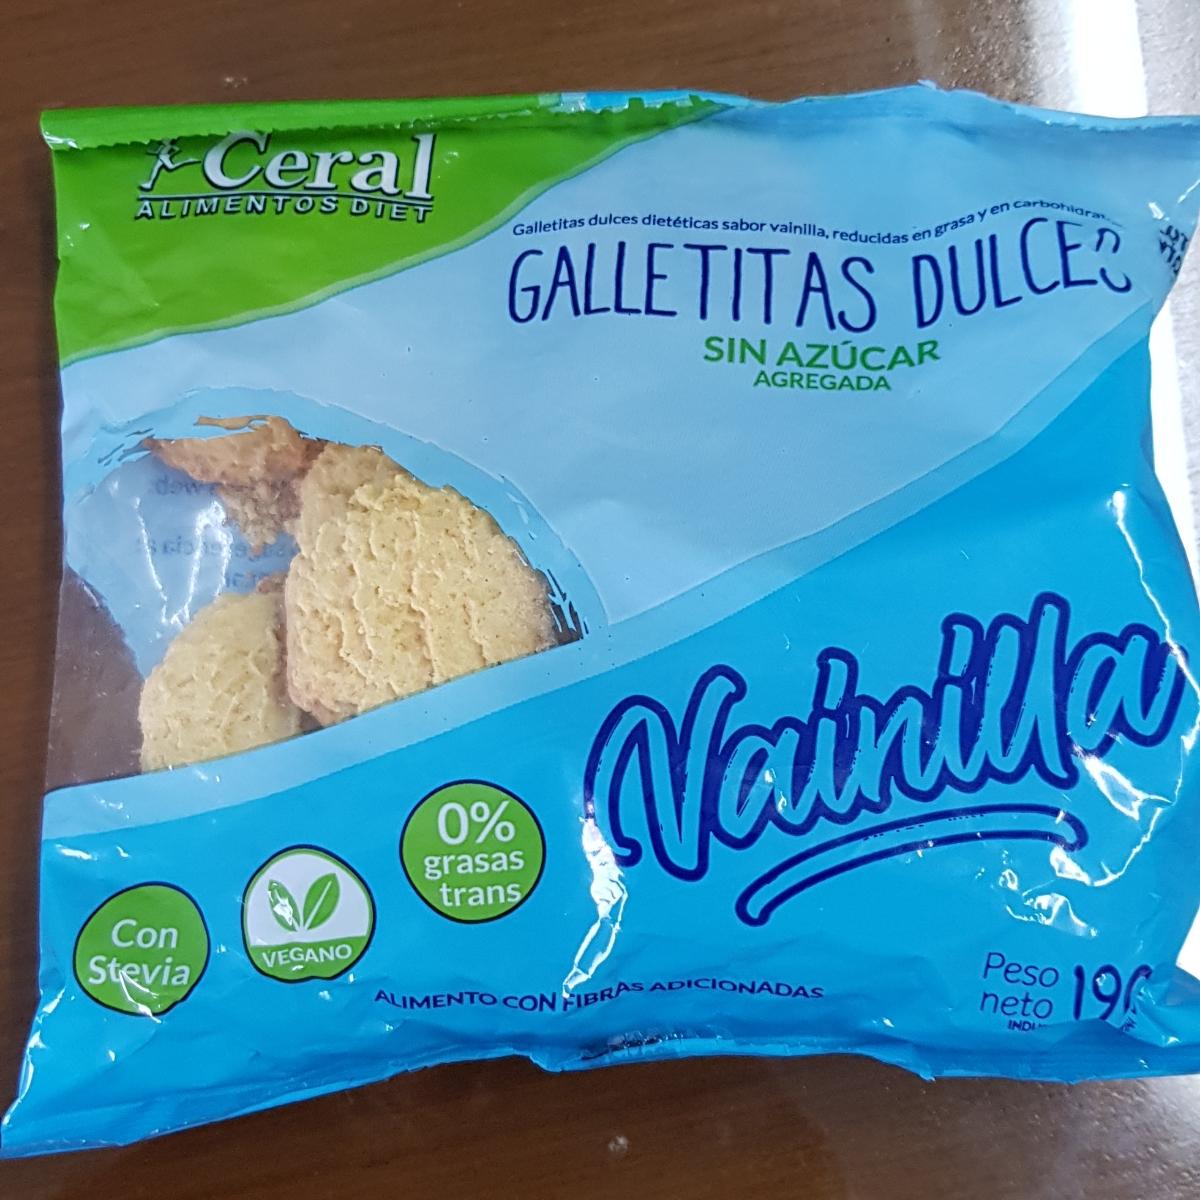 Ceral
ALIMENTOS DIET
Galletitas dulces dietéticas sabor vainilla, reducidas en grasa y en
GALLETITAS DULCES
SIN AZÚCAR
AGREGADA
Vainilla
0%
grasas
trans
VEGANO
Con
Stevia
ALIMENTO CON FIBRAS ADICIONADAS
Peso
neto